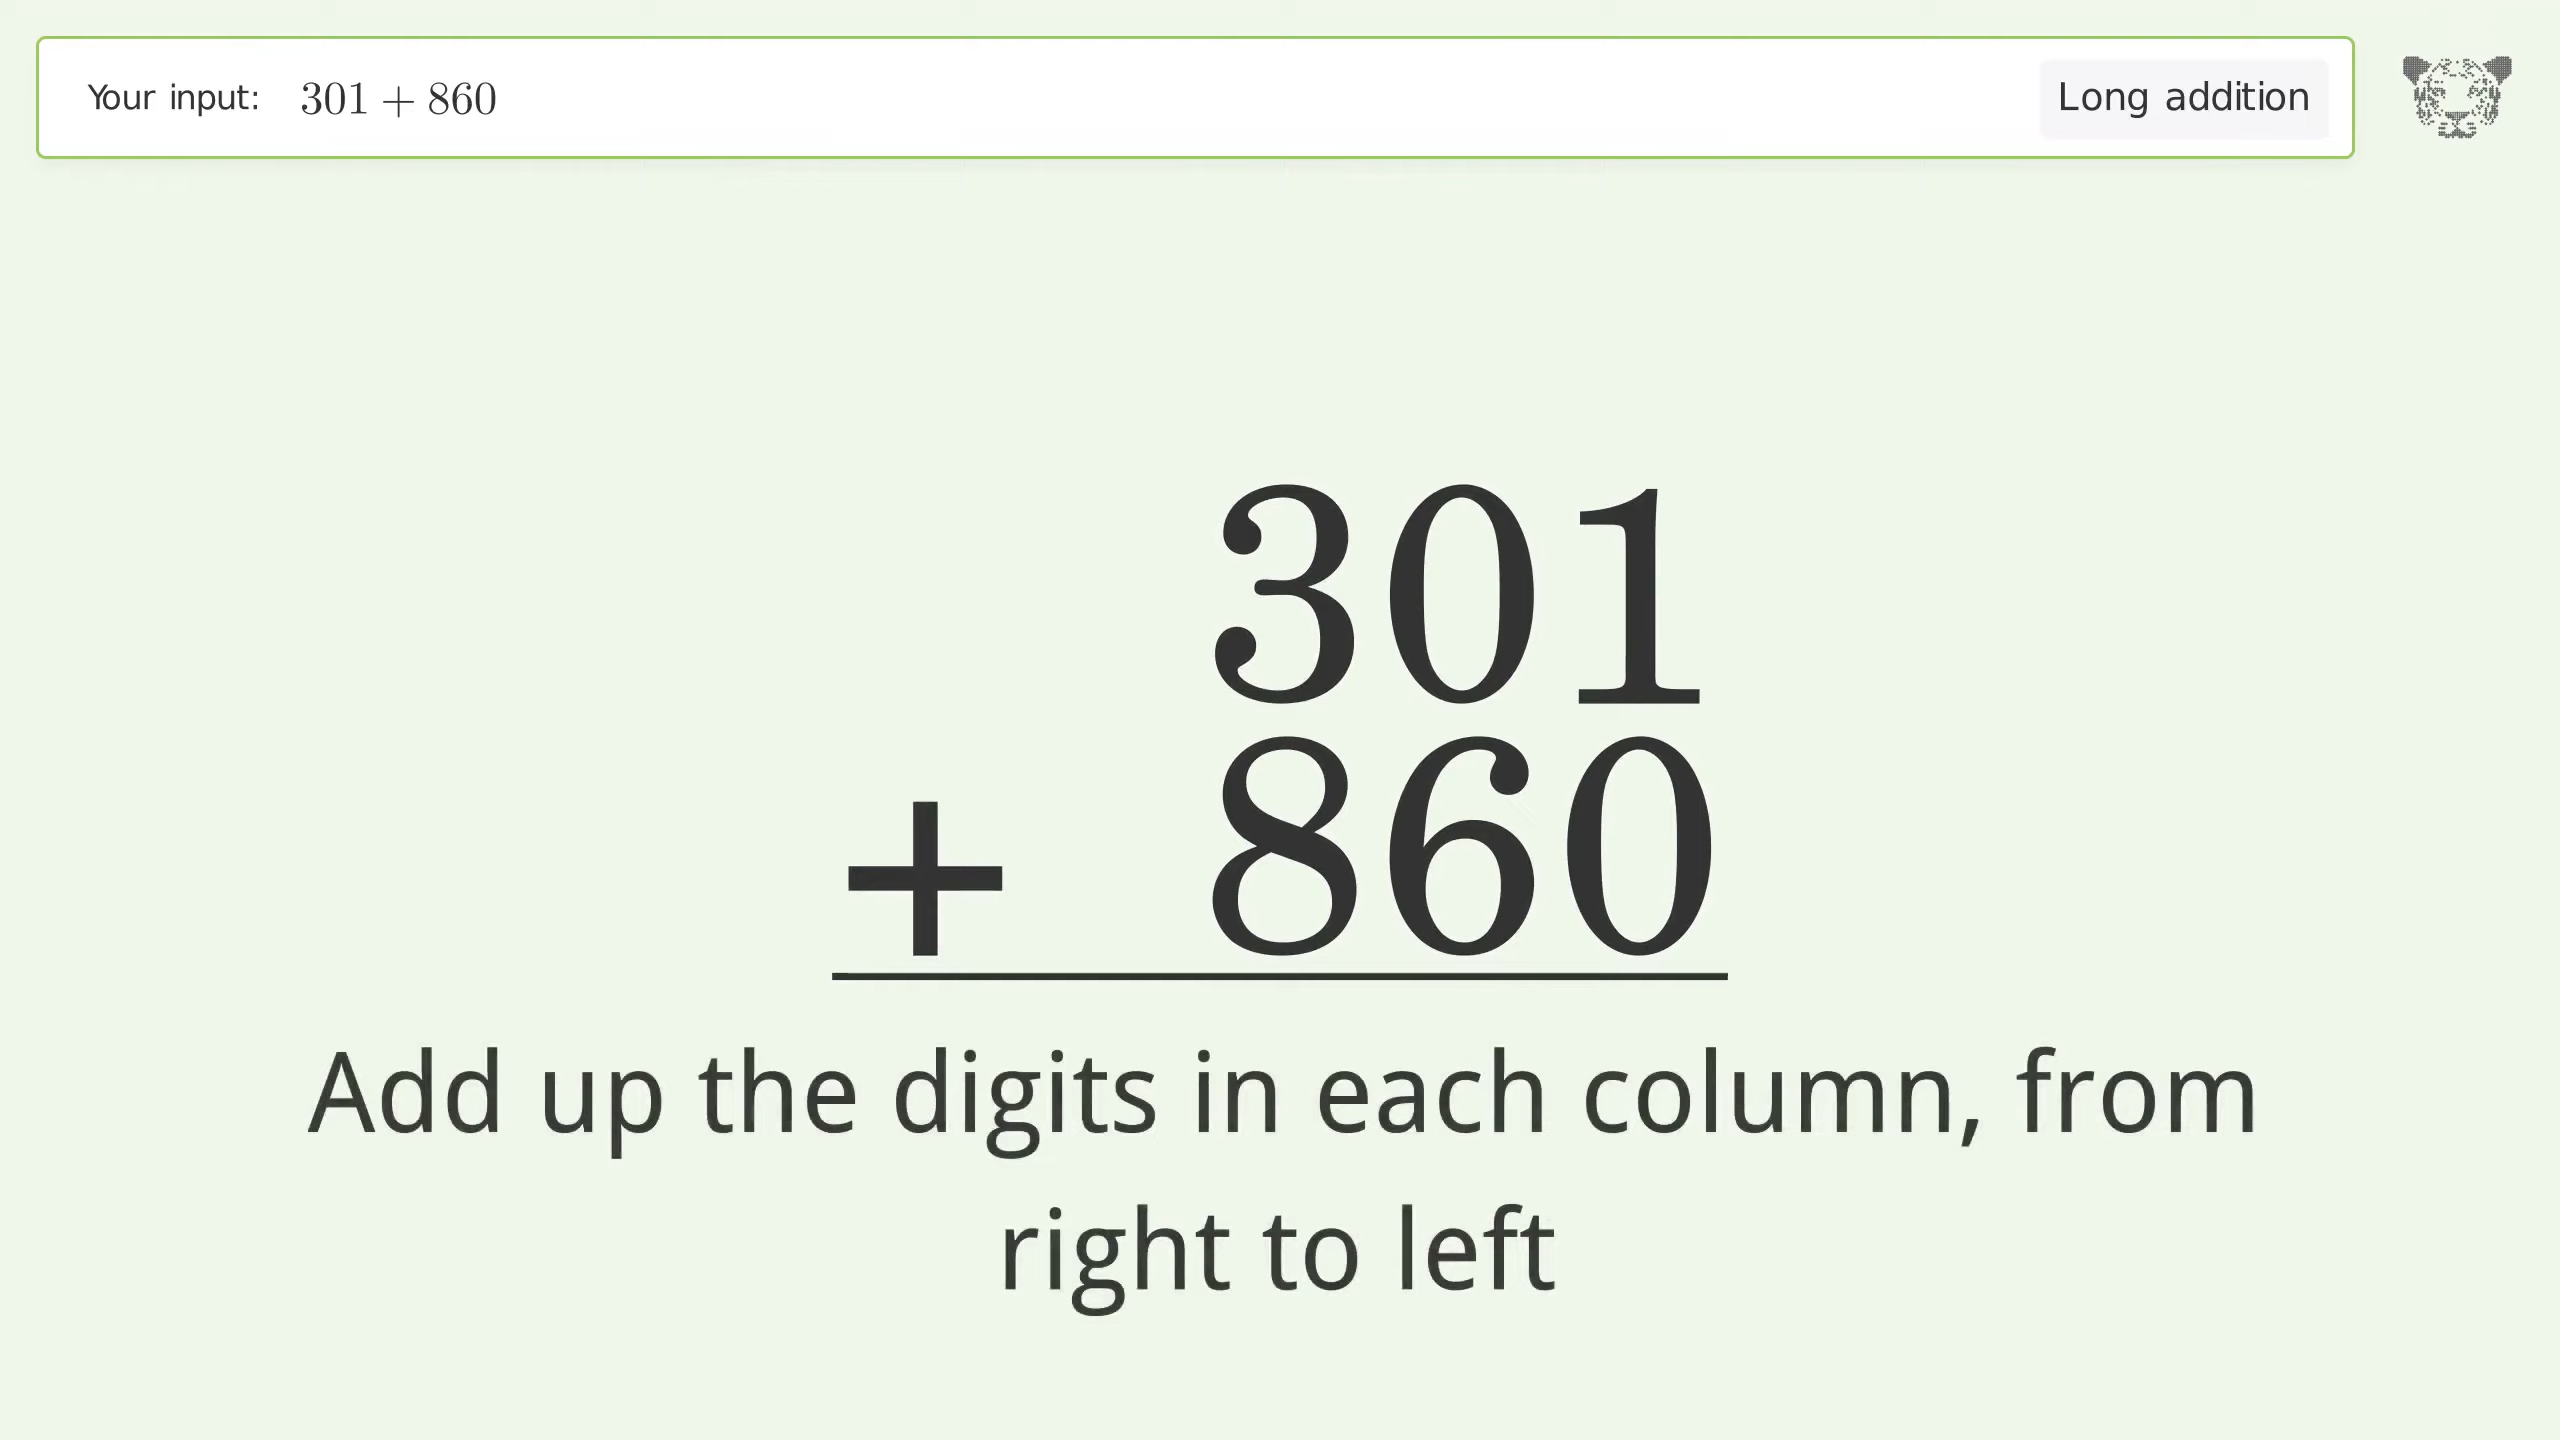 Your input: 301 + 860
Long addition
301
+ 860
Add up the digits in each column, from
right to left